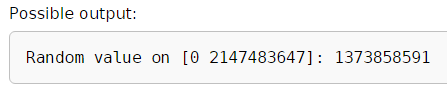 Possible output:
Random value on [0 2147483647]: 1373858591